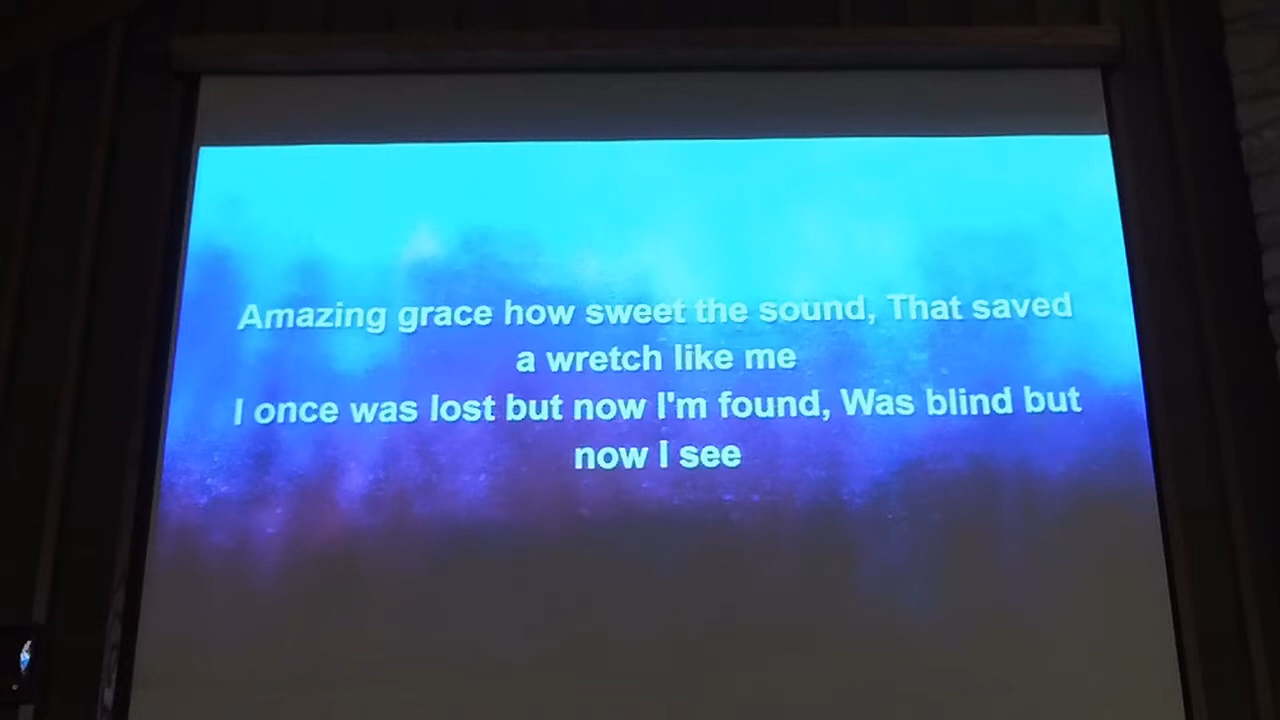 Amazing grace how sweet the sound, That saved
a wretch like me
I once was lost but now I'm found, Was blind but
now I see